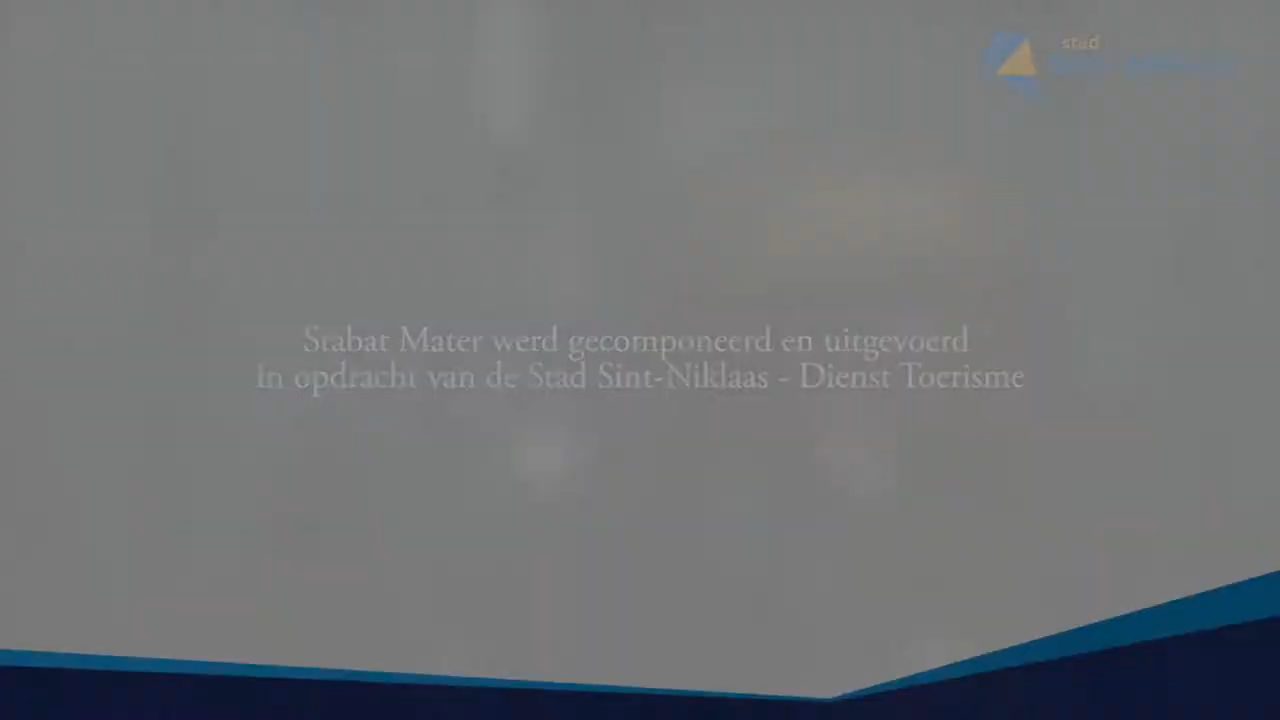 stad
Stabat Mater werd gecomponeerd en uitgevoerd
in opdracht van de Stad Sint-Niklaas - Dienst Toerisme